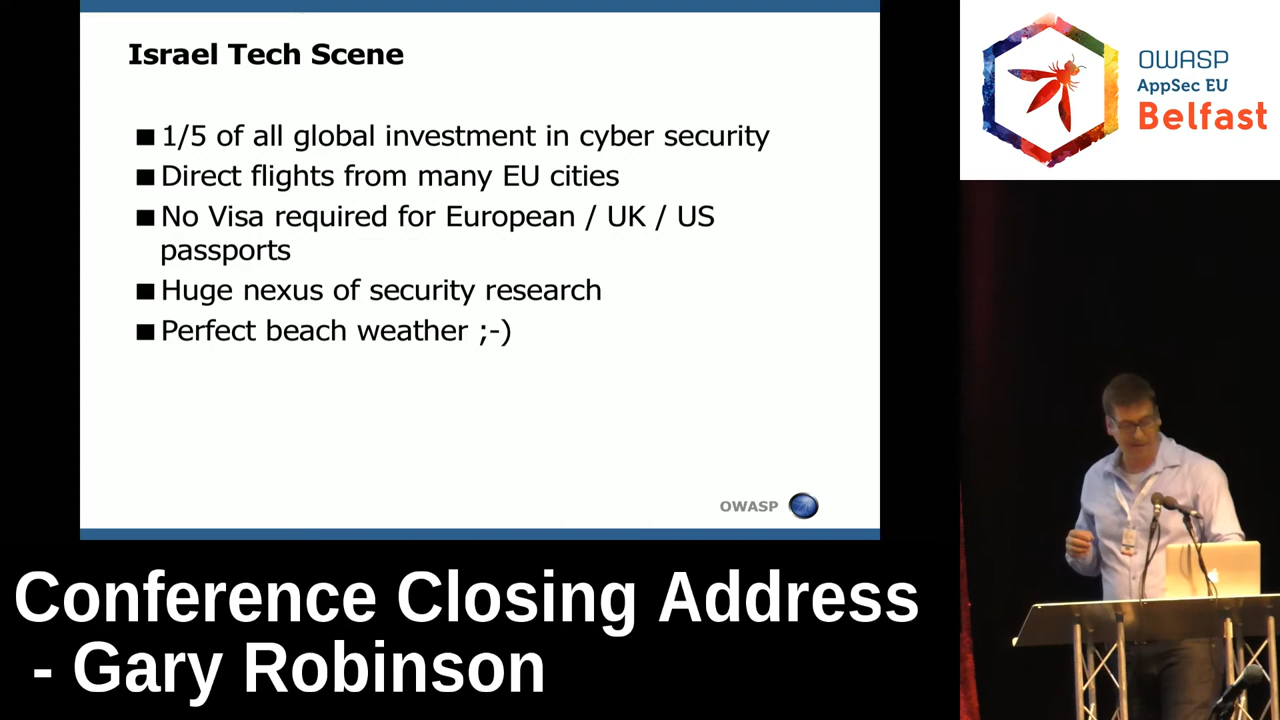 Israel Tech Scene
1/5 of all global investment in cyber security
Direct flights from many EU cities
No Visa required for European / UK / US
passports
Huge nexus of security research
Perfect beach weather ;-)
OWASP
OWASP
AppSec EU
Belfast
Conference Closing Address
- Gary Robinson